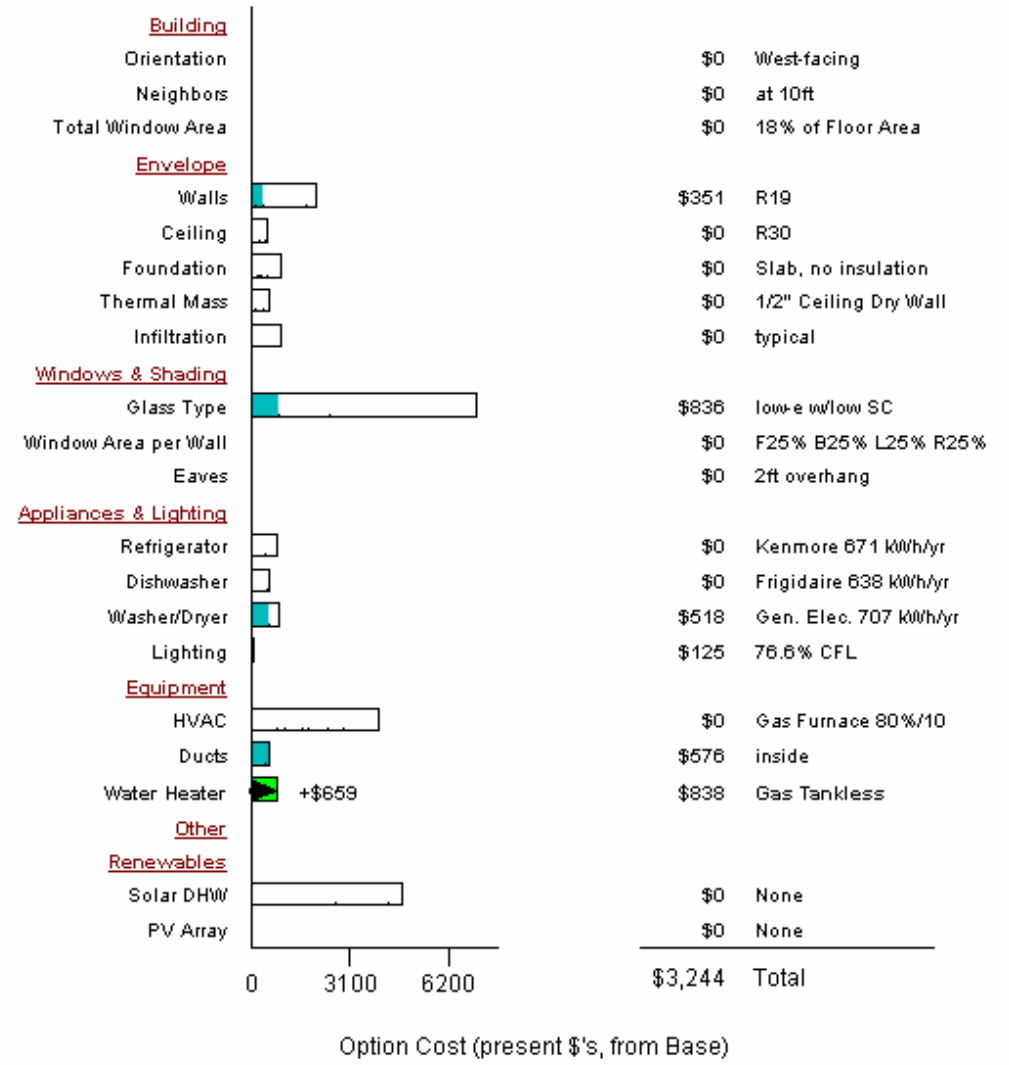 Building
Orientation $0 West-facing
Neighbors $0 at 10ft
Total Window Area $0 18% of Floor Area
Envelope
Walls $351 R19
Ceiling $0 R30
Foundation $0 Slab, no insulation
Thermal Mass $0 1/2" Ceiling Dry Wall
Infiltration $0 typical
Windows & Shading
Glass Type $836 low-e w/low SC
Window Area per Wall $0 F25% B25% L25% R25%
Eaves $0 2ft overhang
Appliances & Lighting
Refrigerator $0 Kenmore 671 kWh/yr
Dishwasher $0 Frigidaire 638 kWh/yr
Washer/Dryer $518 Gen. Elec. 707 kWh/yr
Lighting $125 76.6% CFL
Equipment
HVAC $0 Gas Furnace 80%/10
Ducts $576 inside
Water Heater +$659 $838 Gas Tankless
Other
Renewables
Solar DHW $0 None
PV Array $0 None
0 3100 6200 $3,244 Total
Option Cost (present $'s, from Base)